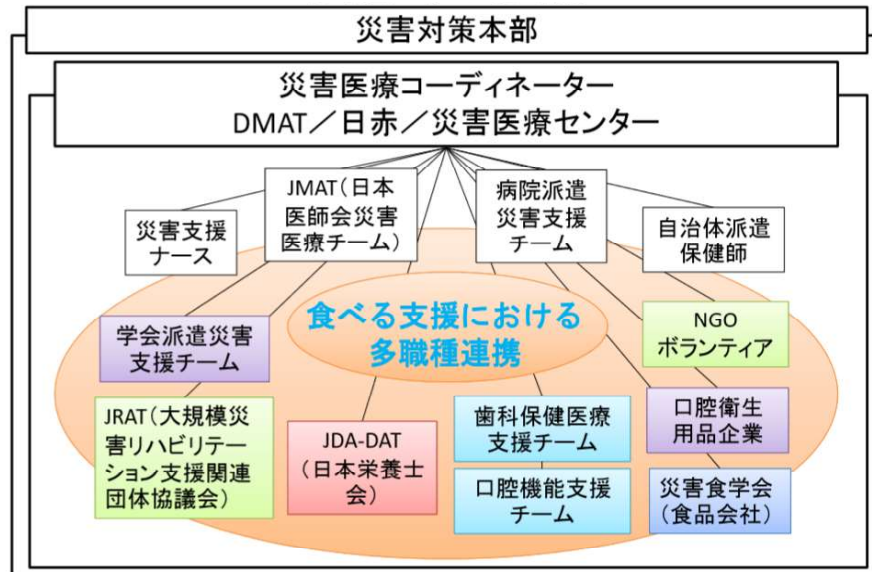 災害対策本部
災害医療コーディネーター
DMAT／日赤／災害医療センター
災害支援
ナース
JMAT（日本
医師会災害
医療チーム）
病院派遣
災害支援
チーム
自治体派遣
保健師
食べる支援における
多職種連携
学会派遣災害
支援チーム
NGO
ボランティア
JRAT（大規模災
害リハビリテー
ション支援関連
団体協議会）
JDA-DAT
（日本栄養士
会）
歯科保健医療
支援チーム
口腔機能支援
チーム
口腔衛生
用品企業
災害食学会
（食品会社）